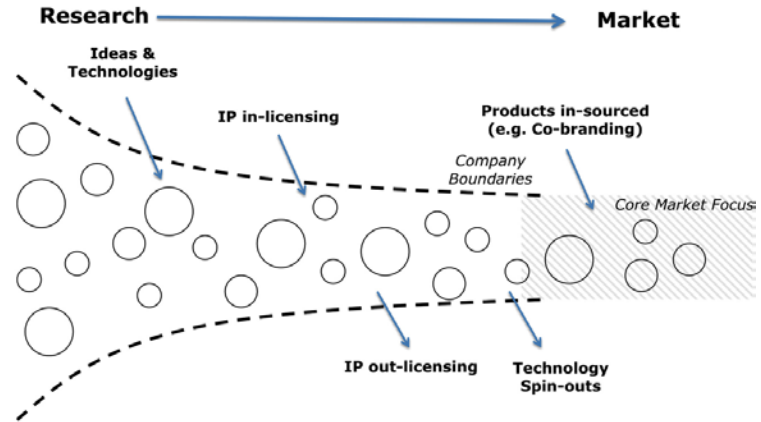 Research
Market
Ideas &
Technologies
IP in-licensing
Products in-sourced
(e.g. Co-branding)
Company
Boundaries
Core Market Focus
IP out-licensing
Technology
Spin-outs